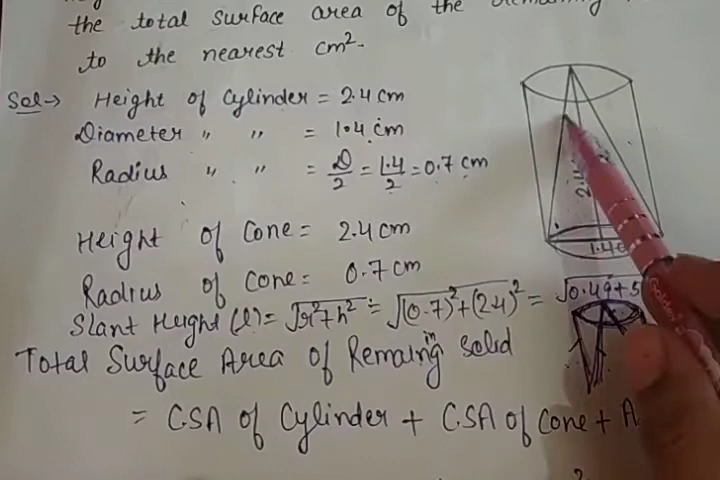 the total surface area of the
to the nearest cm².
Sol→ Height of Cylinder = 2.4 cm
Diameter " " = 1.4 cm
Radius " " = D/2 = 1.4/2 = 0.7 cm
1.4
Height of Cone = 2.4 cm
Radius of Cone = 0.7 cm
Slant Height (l) = √r²+h² = √(0.7)²+(2.4)² = √0.49+5
Total Surface Area of Remaing in Solid
= CSA of Cylinder + CSA of Cone + A